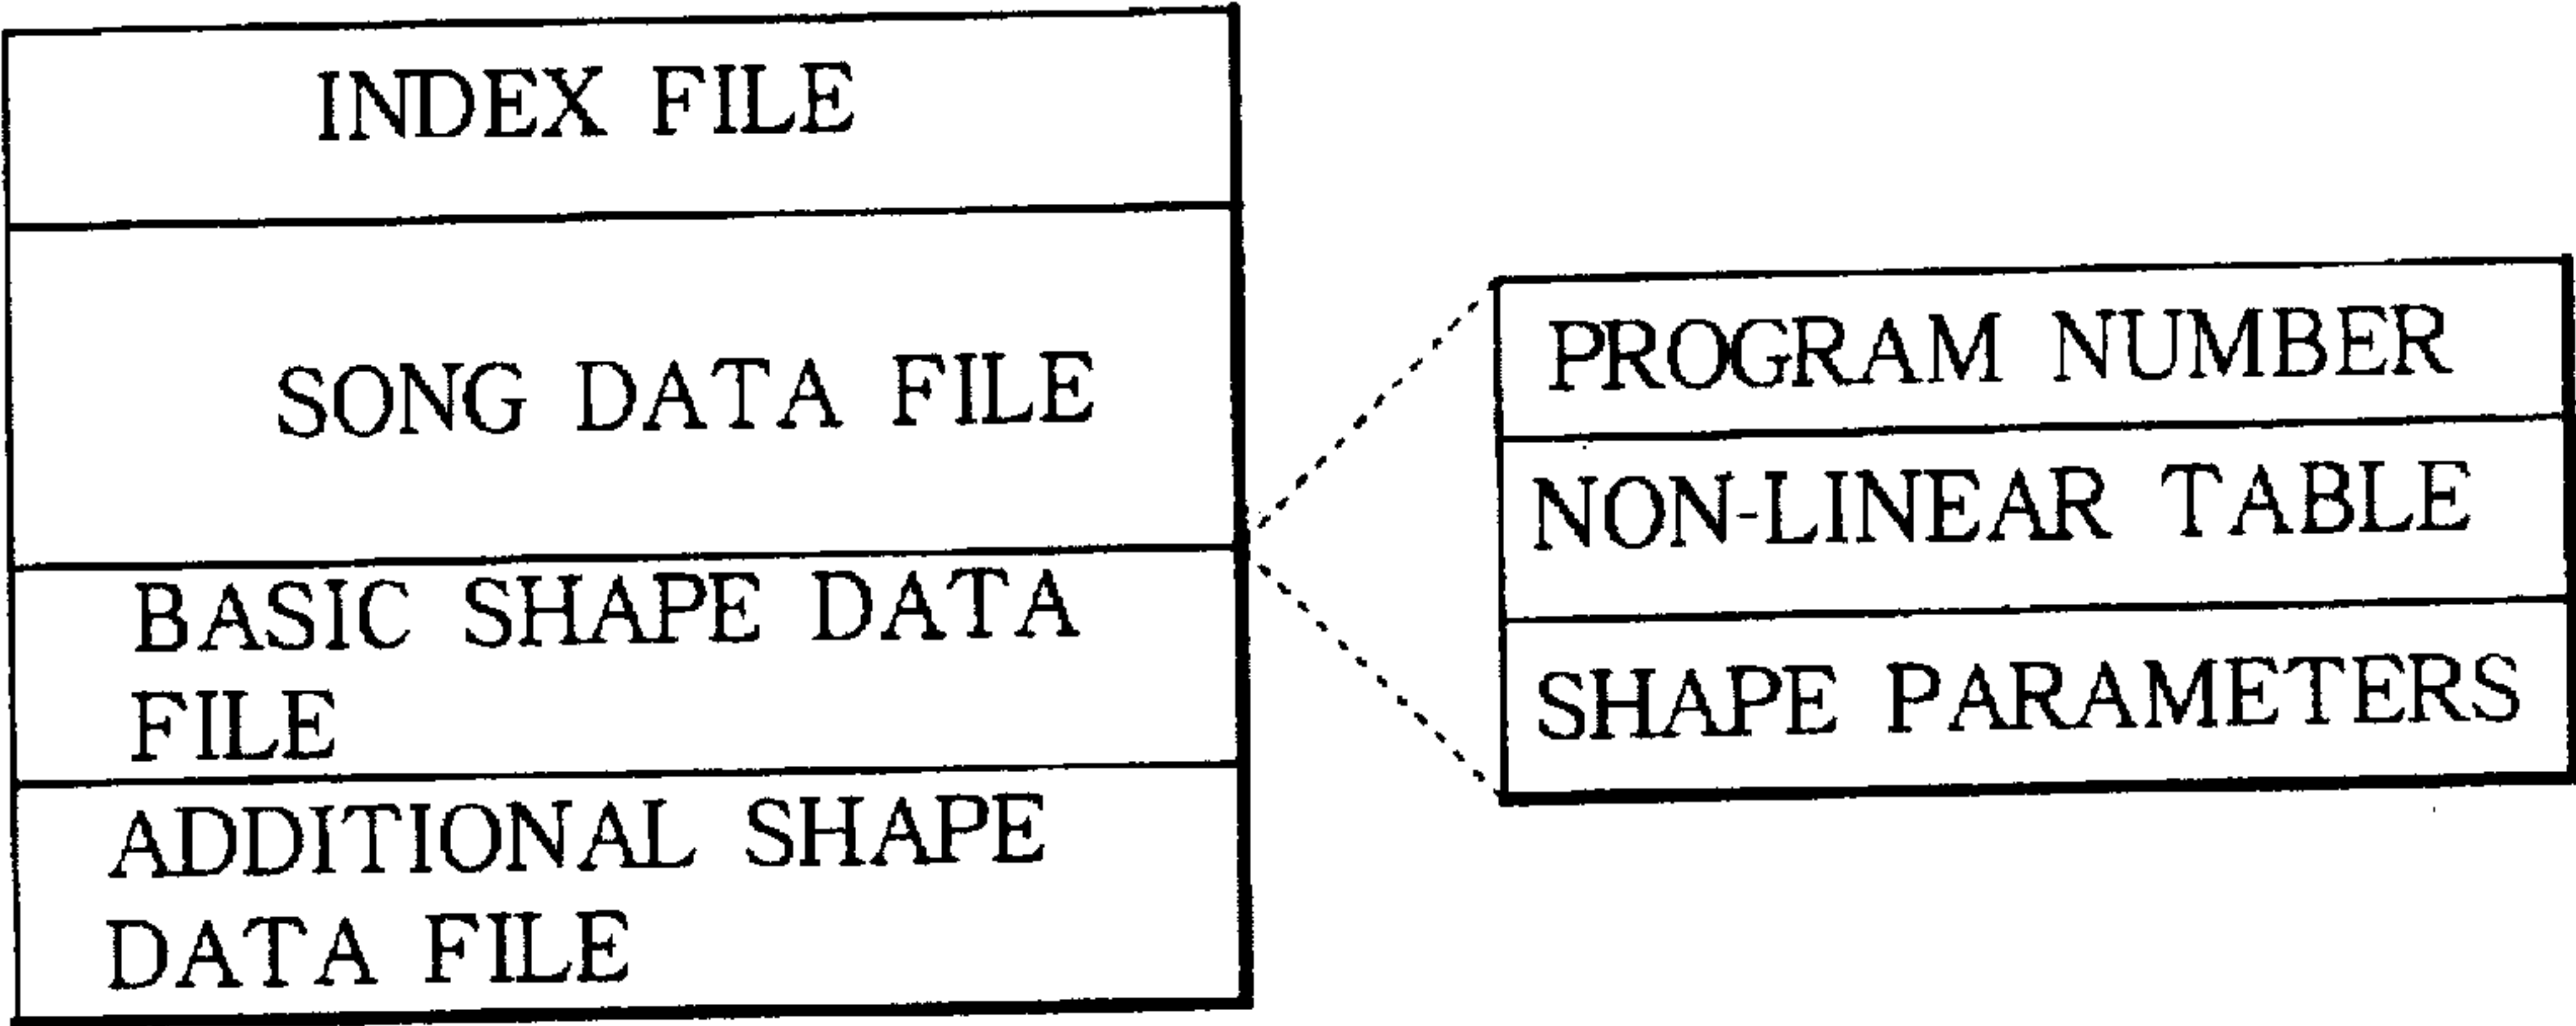 INDEX FILE
SONG DATA FILE
BASIC SHAPE DATA
FILE
ADDITIONAL SHAPE
DATA FILE
PROGRAM NUMBER
NON-LINEAR TABLE
SHAPE PARAMETERS